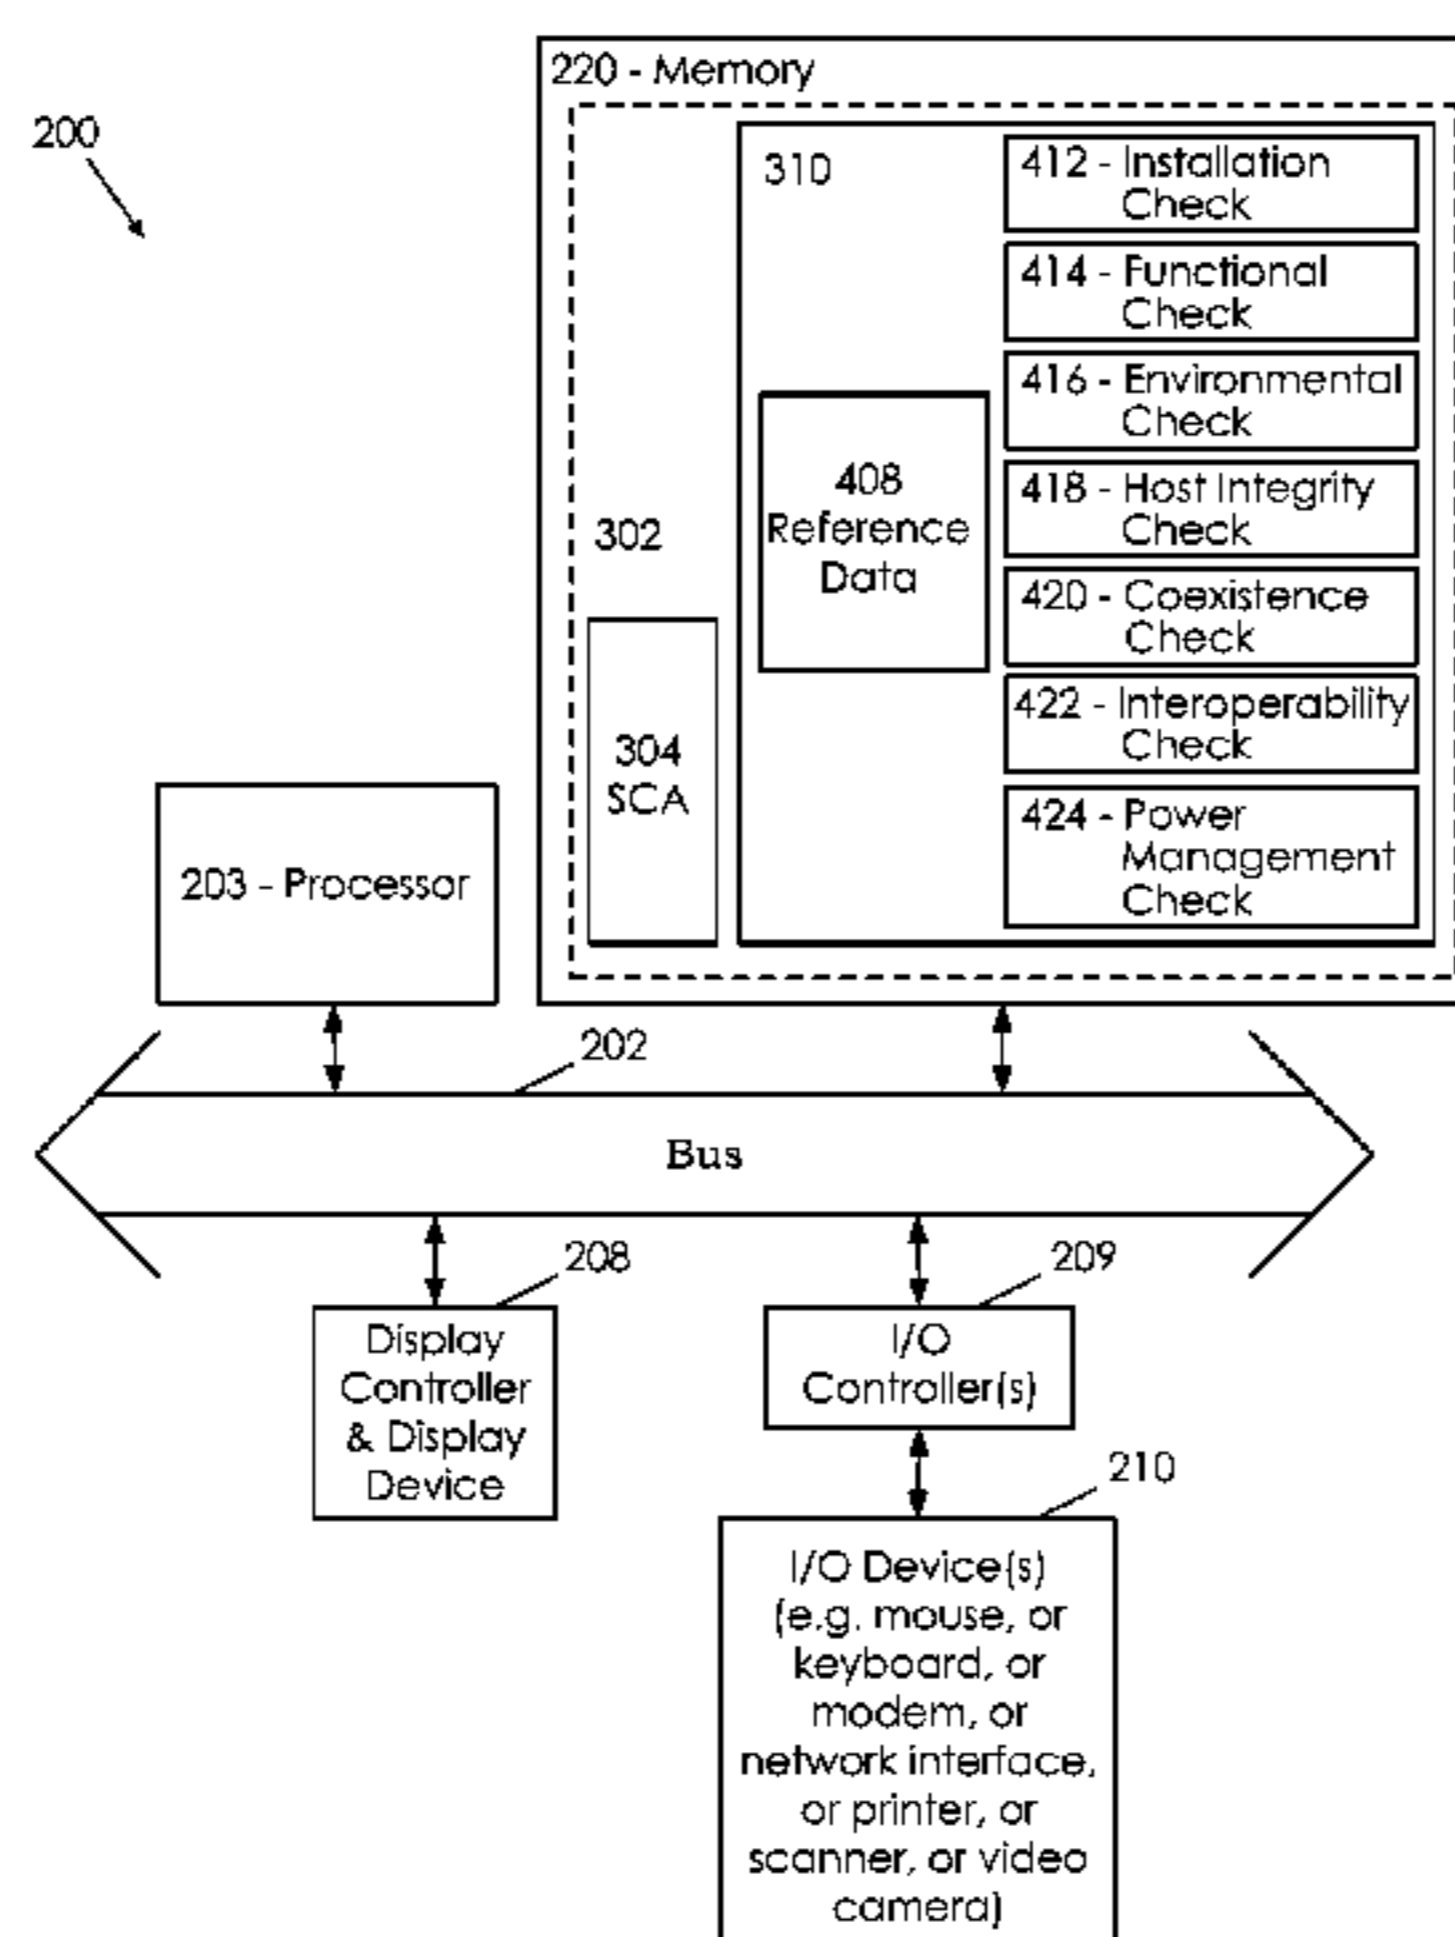 220 - Memory
200
310
412 - Installation
Check
414 - Functional
Check
416 - Environmental
Check
408
Reference
Data
418 - Host Integrity
Check
302
420 - Coexistence
Check
422 - Interoperability
Check
304
SCA
424 - Power
Management
Check
203 - Processor
202
Bus
208
209
Display
Controller
& Display
Device
I/O
Controller(s)
210
I/O Device(s)
(e.g. mouse, or
keyboard, or
modem, or
network interface,
or printer, or
scanner, or video
camera)